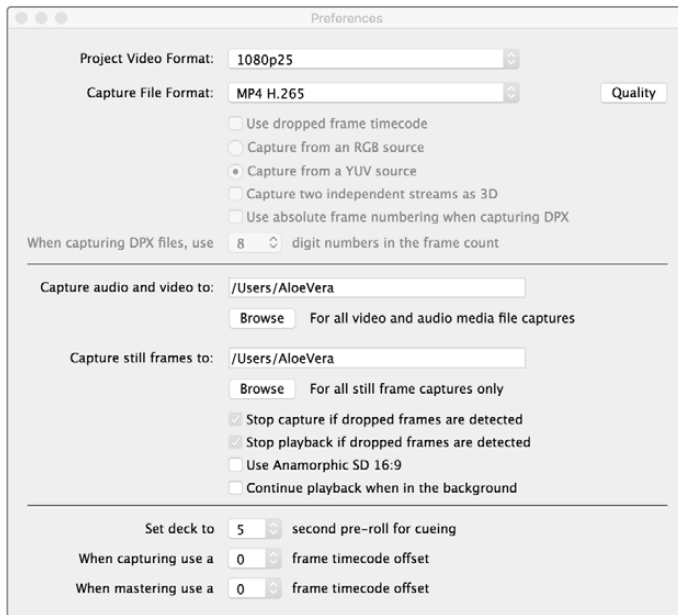 Preferences
Project Video Format: 1080p25
Capture File Format: MP4 H.265 Quality
Use dropped frame timecode
Capture from an RGB source
Capture from a YUV source
Capture two independent streams as 3D
Use absolute frame numbering when capturing DPX
When capturing DPX files, use 8 digit numbers in the frame count
Capture audio and video to: /Users/AloeVera
Browse For all video and audio media file captures
Capture still frames to: /Users/AloeVera
Browse For all still frame captures only
Stop capture if dropped frames are detected
Stop playback if dropped frames are detected
Use Anamorphic SD 16:9
Continue playback when in the background
Set deck to 5 second pre-roll for cueing
When capturing use a 0 frame timecode offset
When mastering use a 0 frame timecode offset